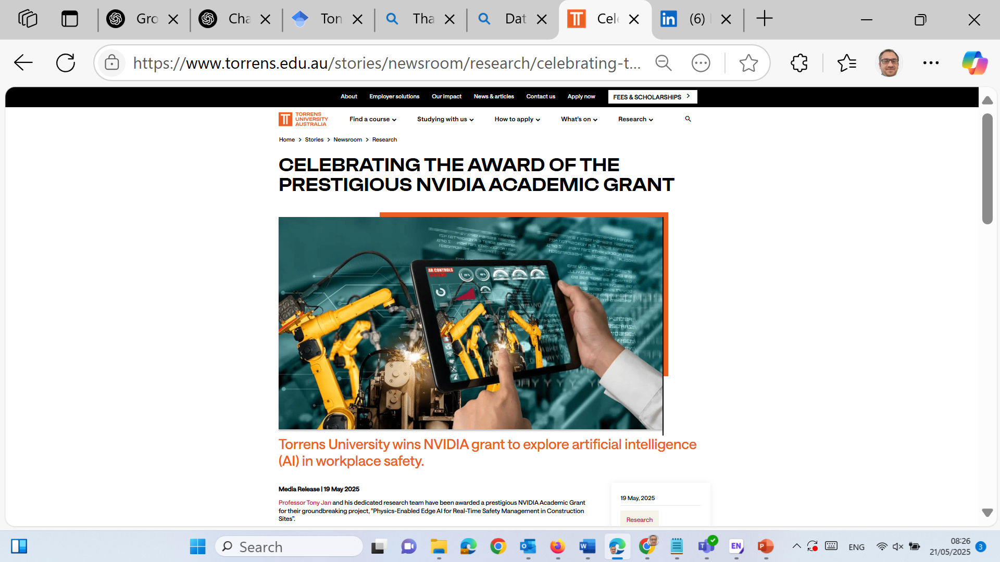 Gro
Cha
Ton
Tha
Dat
Cel
(6)
https://www.torrens.edu.au/stories/newsroom/research/celebrating-t...
About
Employer solutions
Our impact
News & articles
Contact us
Apply now
FEES & SCHOLARSHIPS
TORRENS
UNIVERSITY
AUSTRALIA
Find a course
Studying with us
How to apply
What's on
Research
Home > Stories > Newsroom > Research
CELEBRATING THE AWARD OF THE
PRESTIGIOUS NVIDIA ACADEMIC GRANT
AR CONTROLS
Torrens University wins NVIDIA grant to explore artificial intelligence
(AI) in workplace safety.
Media Release | 19 May 2025
Professor Tony Jan and his dedicated research team have been awarded a prestigious NVIDIA Academic Grant
for their groundbreaking project, "Physics-Enabled Edge AI for Real-Time Safety Management in Construction
Sites".
19 May, 2025
Research
Search
EN
ENG
08:26
21/05/2025
3